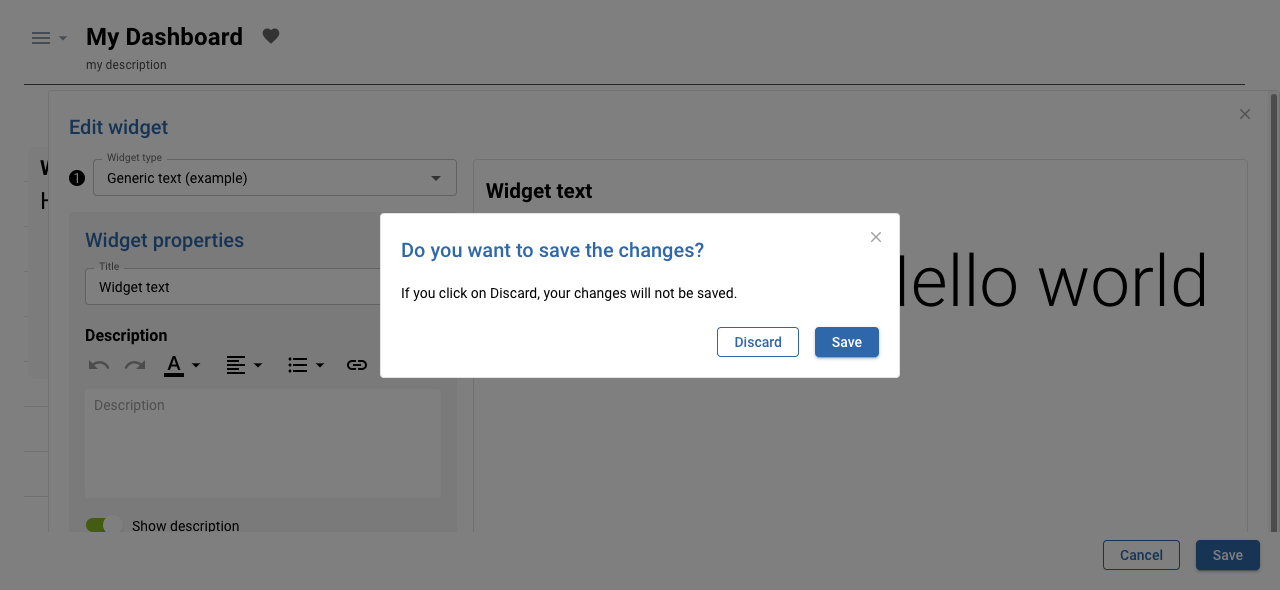 My Dashboard
my description
Edit widget
Widget type
1 Generic text (example)
Widget text
Widget properties
Title
Widget text
Do you want to save the changes?
If you click on Discard, your changes will not be saved.
Discard Save
ello world
Description
A
Description
Show description
Cancel Save